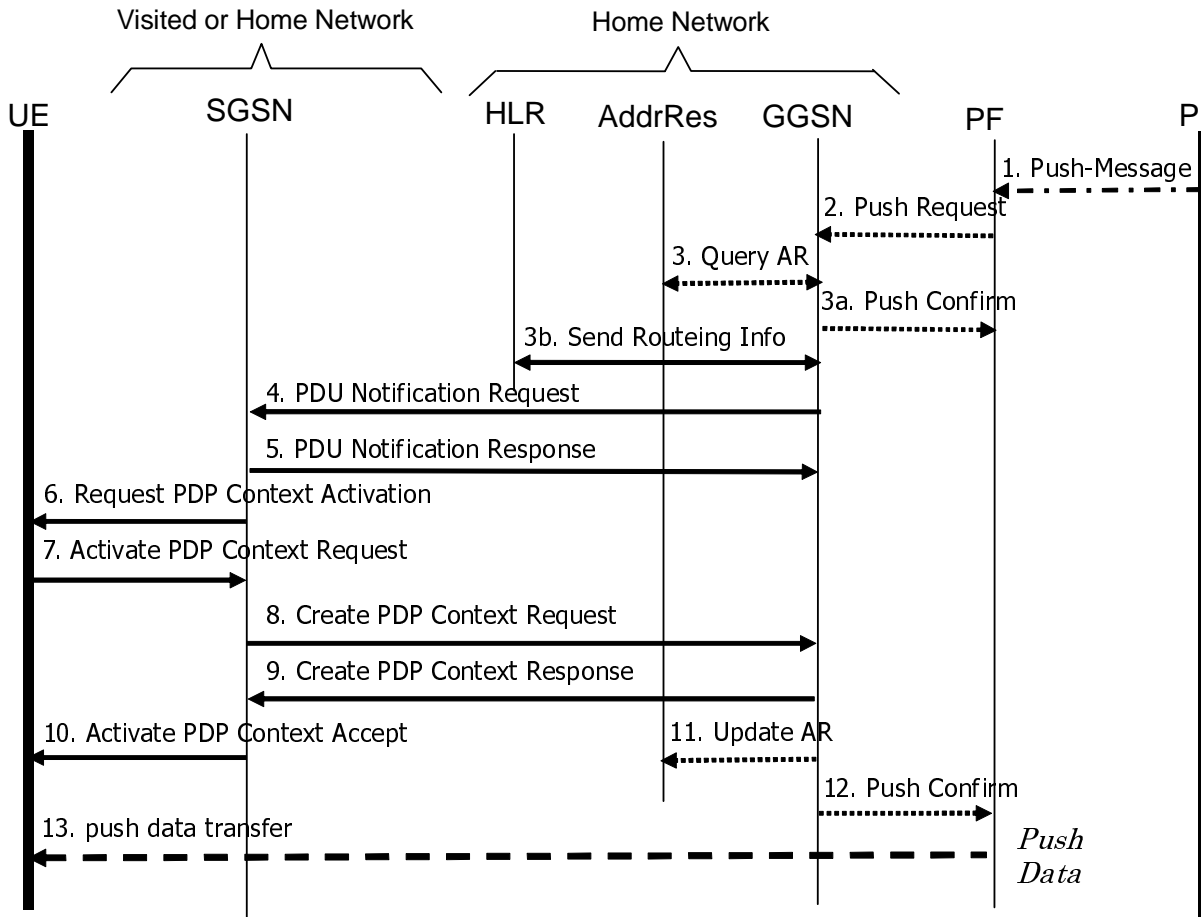 Visited or Home Network
Home Network
UE
SGSN
HLR
AddrRes
GGSN
PF
P
1. Push-Message
2. Push Request
3. Query AR
3a. Push Confirm
3b. Send Routeing Info
4. PDU Notification Request
5. PDU Notification Response
6. Request PDP Context Activation
7. Activate PDP Context Request
8. Create PDP Context Request
9. Create PDP Context Response
10. Activate PDP Context Accept
11. Update AR
12. Push Confirm
13. push data transfer
Push
Data